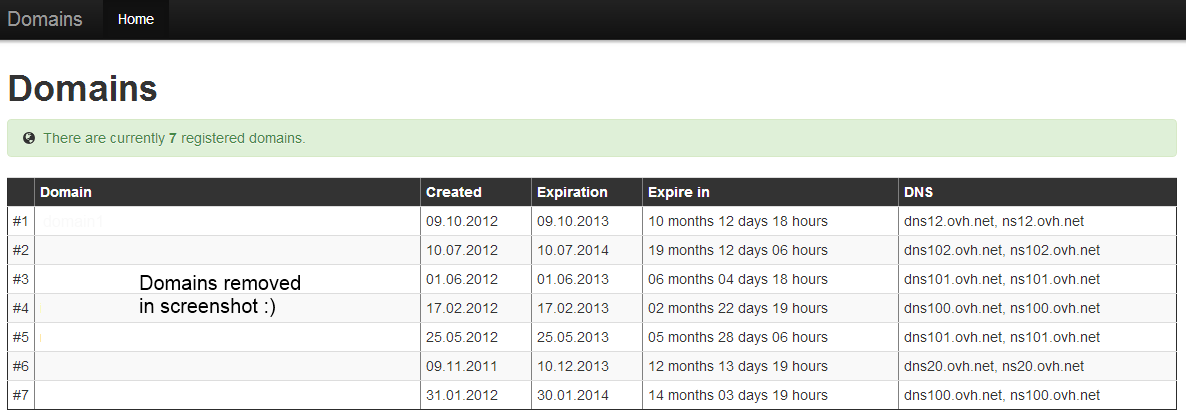 Domains Home
Domains
There are currently 7 registered domains.
Domain Created Expiration Expire in DNS
#1 09.10.2012 09.10.2013 10 months 12 days 18 hours dns12.ovh.net, ns12.ovh.net
#2 10.07.2012 10.07.2014 19 months 12 days 06 hours dns102.ovh.net, ns102.ovh.net
#3 01.06.2012 01.06.2013 06 months 04 days 18 hours dns101.ovh.net, ns101.ovh.net
Domains removed
in screenshot :)
#4 17.02.2012 17.02.2013 02 months 22 days 19 hours dns100.ovh.net, ns100.ovh.net
#5 25.05.2012 25.05.2013 05 months 28 days 06 hours dns101.ovh.net, ns101.ovh.net
#6 09.11.2011 10.12.2013 12 months 13 days 19 hours dns20.ovh.net, ns20.ovh.net
#7 31.01.2012 30.01.2014 14 months 03 days 19 hours dns100.ovh.net, ns100.ovh.net